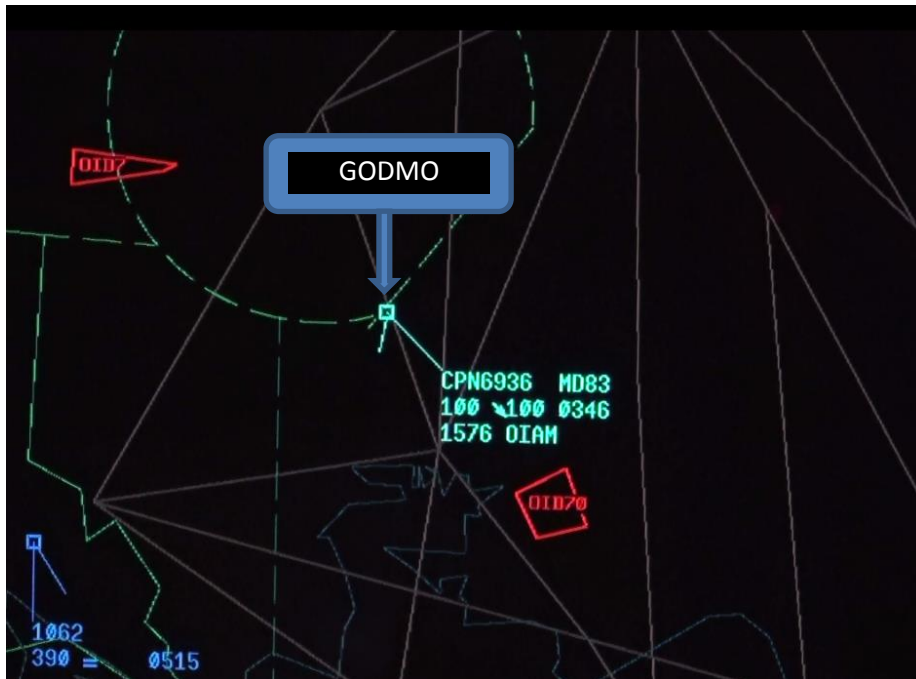 OID7
GODMO
CPN6936 MD83
100 ↘100 0346
1576 OIAM
OID70
1062
390 = 0515